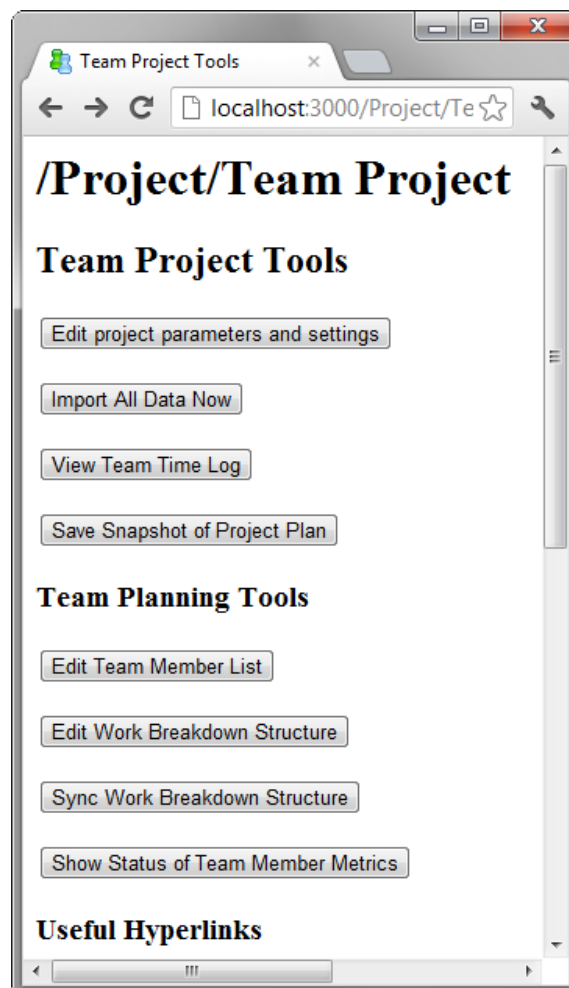 Team Project Tools
localhost:3000/Project/Te
/Project/Team Project
Team Project Tools
Edit project parameters and settings
Import All Data Now
View Team Time Log
Save Snapshot of Project Plan
Team Planning Tools
Edit Team Member List
Edit Work Breakdown Structure
Sync Work Breakdown Structure
Show Status of Team Member Metrics
Useful Hyperlinks